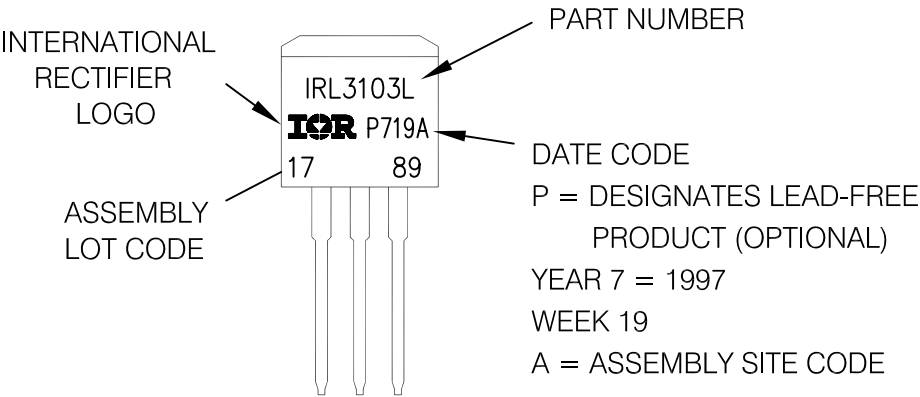 PART NUMBER
INTERNATIONAL
RECTIFIER
LOGO
IRL3103L
IOR P719A
17 89
ASSEMBLY
LOT CODE
DATE CODE
P = DESIGNATES LEAD-FREE
PRODUCT (OPTIONAL)
YEAR 7 = 1997
WEEK 19
A = ASSEMBLY SITE CODE